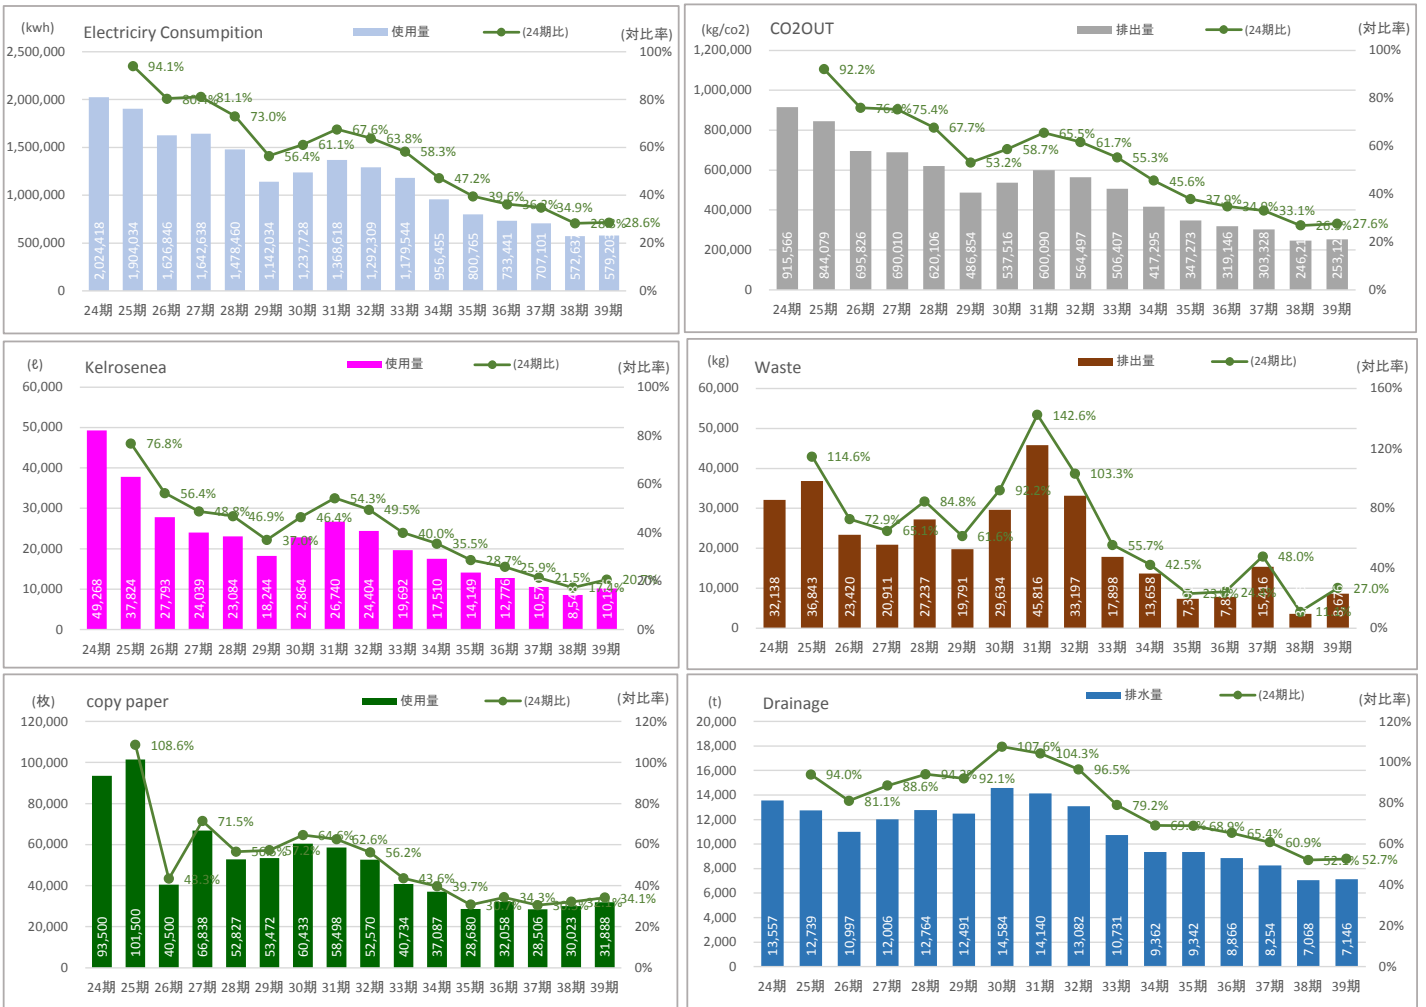 (kwh) Electriciry Consumpition 使用量 (24期比) (対比率)
2,500,000 100%
94.1%
2,000,000 81.1% 80%
73.0%
67.6%
1,500,000 61.1% 63.8% 60%
56.4% 58.3%
47.2%
1,000,000 39.6% 36.2% 34.9% 40%
28.6%
500,000 20%
2,024,418 1,904,034 1,626,846 1,642,638 1,478,460 1,142,034 1,237,728 1,368,618 1,292,309 1,179,544 956,455 800,765 733,441 707,101 572,63 579,203
0 0%
24期 25期 26期 27期 28期 29期 30期 31期 32期 33期 34期 35期 36期 37期 38期 39期
(kg/co2) CO2OUT 排出量 (24期比) (対比率)
1,200,000 100%
92.2%
1,000,000 80%
75.4%
800,000 67.7% 65.5% 61.7% 60%
58.7%
600,000 53.2% 55.3%
45.6% 40%
400,000 37.9% 34.9% 33.1%
27.6%
200,000 20%
915,566 844,079 695,826 690,010 620,106 486,854 537,516 600,090 564,497 506,407 417,295 347,273 319,146 303,328 246,21 253,12
0 0%
24期 25期 26期 27期 28期 29期 30期 31期 32期 33期 34期 35期 36期 37期 38期 39期
(ℓ) Kelrosenea 使用量 (24期比) (対比率)
60,000 100%
50,000 76.8% 80%
40,000 56.4% 54.3% 60%
48.8% 46.9% 46.4% 49.5%
30,000 40.0% 40%
35.5%
20,000 28.7% 25.9% 21.5% 20%
10,000
49,268 37,824 27,793 24,039 23,084 18,244 22,864 26,740 24,404 19,692 17,510 14,149 12,776 10,57
0 0%
24期 25期 26期 27期 28期 29期 30期 31期 32期 33期 34期 35期 36期 37期 38期 39期
(kg) Waste 排出量 (24期比) (対比率)
60,000 160%
142.6%
50,000 114.6% 120%
103.3%
40,000 92.2%
84.8% 80%
30,000 72.9% 65.1% 61.6%
55.7%
20,000 42.5% 48.0% 40%
27.0%
10,000
32,138 36,843 23,420 20,911 27,237 19,791 29,634 45,816 33,197 17,898 13,658 15,416 8,679
0 0%
24期 25期 26期 27期 28期 29期 30期 31期 32期 33期 34期 35期 36期 37期 38期 39期
(枚) copy paper 使用量 (24期比) (対比率)
120,000 120%
108.6%
100,000 100%
80,000 71.5% 80%
64.6% 62.6%
60,000 57.2% 56.2% 60%
43.3% 43.6% 39.7%
40,000 34.3% 34.1% 40%
20,000 20%
93,500 101,500 40,500 66,838 52,827 53,472 60,433 58,498 52,570 40,734 37,087 28,680 32,058 28,506 30,023 31,888
0 0%
24期 25期 26期 27期 28期 29期 30期 31期 32期 33期 34期 35期 36期 37期 38期 39期
(t) Drainage 排水量 (24期比) (対比率)
20,000 120%
18,000 107.6% 104.3%
16,000 94.0% 92.1% 96.5% 100%
14,000 81.1% 88.6% 79.2% 80%
12,000 68.9% 65.4%
10,000 60.9% 60%
8,000 52.7%
6,000 40%
4,000 20%
2,000
13,557 12,739 10,997 12,006 12,764 12,491 14,584 14,140 13,082 10,731 9,362 9,342 8,866 8,254 7,068 7,146
0 0%
24期 25期 26期 27期 28期 29期 30期 31期 32期 33期 34期 35期 36期 37期 38期 39期